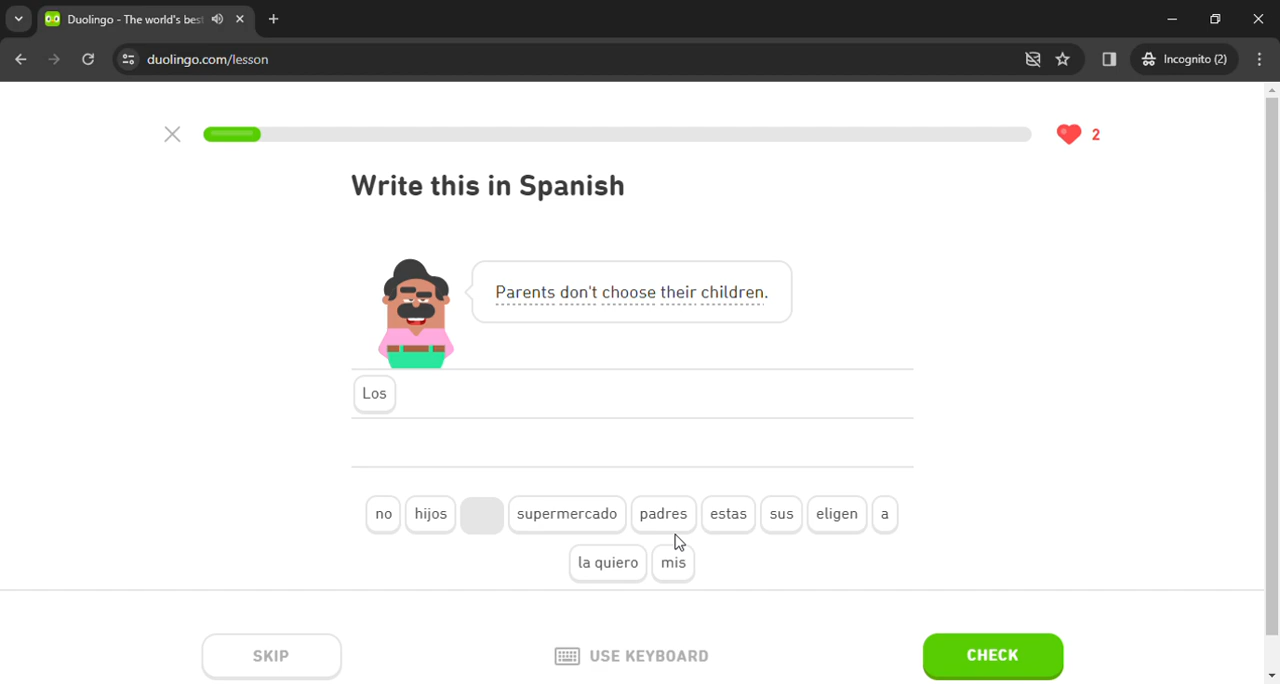 Duolingo - The world's bes
duolingo.com/lesson
Incognito (2)
2
Write this in Spanish
Parents don't choose their children.
Los
no hijos supermercado padres estas sus eligen a
la quiero mis
SKIP USE KEYBOARD CHECK